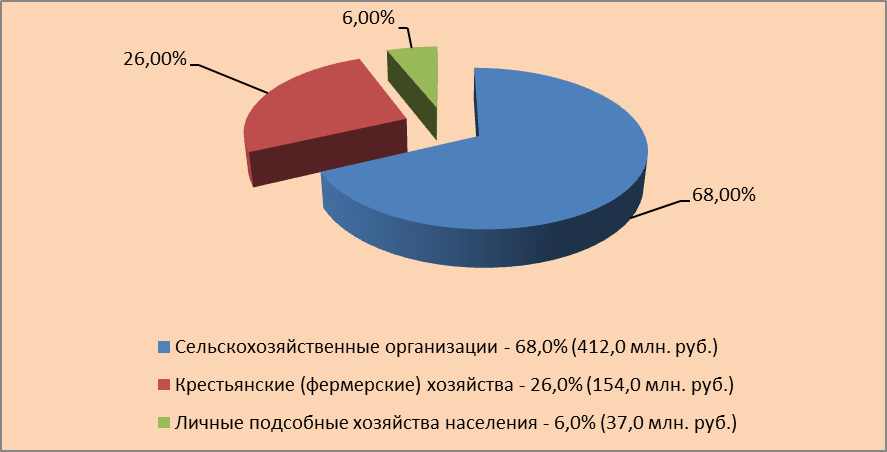 6,00%
26,00%
68,00%
Сельскохозяйственные организации - 68,0% (412,0 млн. руб.)
Крестьянские (фермерские) хозяйства - 26,0% (154,0 млн. руб.)
Личные подсобные хозяйства населения - 6,0% (37,0 млн. руб.)